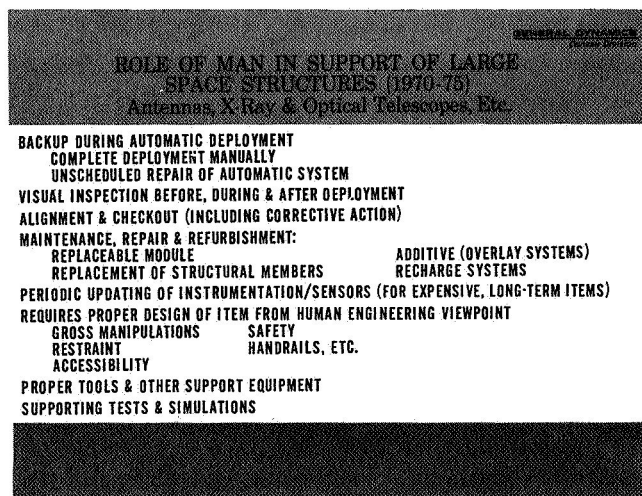 GENERAL DYNAMICS
Convair Division
ROLE OF MAN IN SUPPORT OF LARGE
SPACE STRUCTURES (1970-75)
Antennas, X-Ray & Optical Telescopes, Etc.
BACKUP DURING AUTOMATIC DEPLOYMENT
COMPLETE DEPLOYMENT MANUALLY
UNSCHEDULED REPAIR OF AUTOMATIC SYSTEM
VISUAL INSPECTION BEFORE, DURING & AFTER DEPLOYMENT
ALIGNMENT & CHECKOUT (INCLUDING CORRECTIVE ACTION)
MAINTENANCE, REPAIR & REFURBISHMENT:
REPLACEABLE MODULE ADDITIVE (OVERLAY SYSTEMS)
REPLACEMENT OF STRUCTURAL MEMBERS RECHARGE SYSTEMS
PERIODIC UPDATING OF INSTRUMENTATION/SENSORS (FOR EXPENSIVE, LONG-TERM ITEMS)
REQUIRES PROPER DESIGN OF ITEM FROM HUMAN ENGINEERING VIEWPOINT
GROSS MANIPULATIONS SAFETY
RESTRAINT HANDRAILS, ETC.
ACCESSIBILITY
PROPER TOOLS & OTHER SUPPORT EQUIPMENT
SUPPORTING TESTS & SIMULATIONS